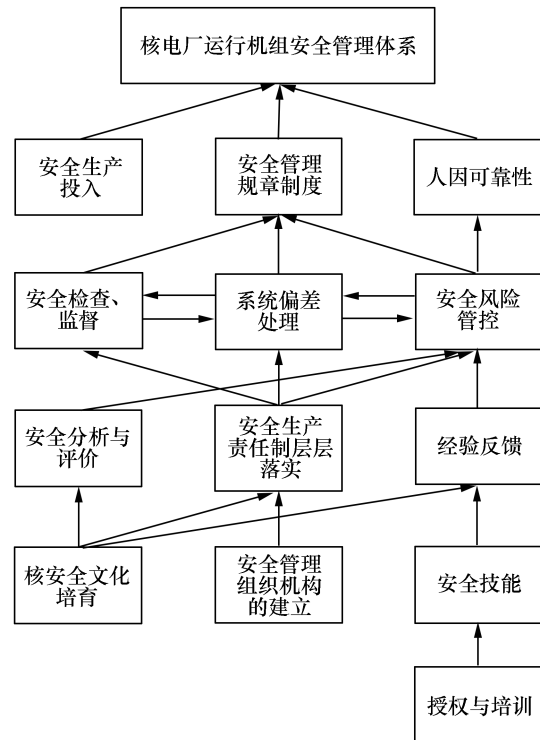 核电厂运行机组安全管理体系
安全生产
投入
安全管理
规章制度
人因可靠性
安全检查、
监督
系统偏差
处理
安全风险
管控
安全分析与
评价
安全生产
责任制层层
落实
经验反馈
核安全文化
培育
安全管理
组织机构
的建立
安全技能
授权与培训